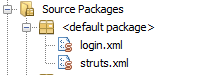 Source Packages
<default package>
login.xml
struts.xml